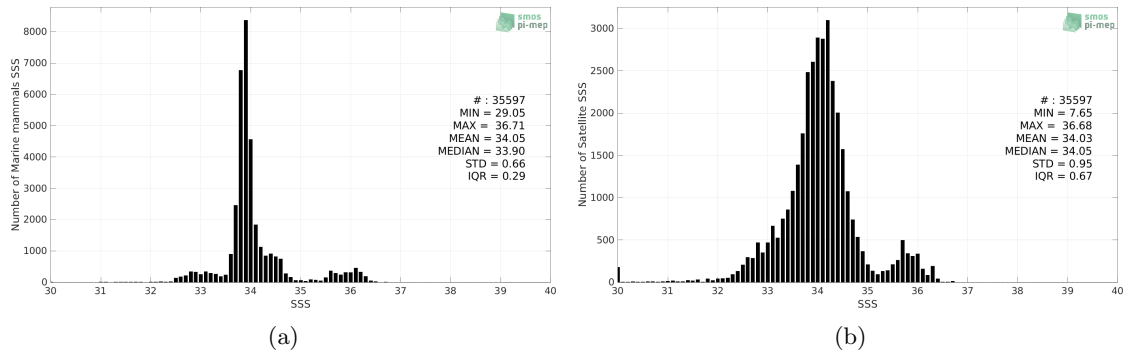 smos
pi-mep
Number of Marine mammals SSS
8000
7000
6000
5000
4000
3000
2000
1000
0
# : 35597
MIN = 29.05
MAX = 36.71
MEAN = 34.05
MEDIAN = 33.90
STD = 0.66
IQR = 0.29
30 31 32 33 34 35 36 37 38 39 40
SSS
(a)
smos
pi-mep
Number of Satellite SSS
3000
2500
2000
1500
1000
500
0
# : 35597
MIN = 7.65
MAX = 36.68
MEAN = 34.03
MEDIAN = 34.05
STD = 0.95
IQR = 0.67
30 31 32 33 34 35 36 37 38 39 40
SSS
(b)